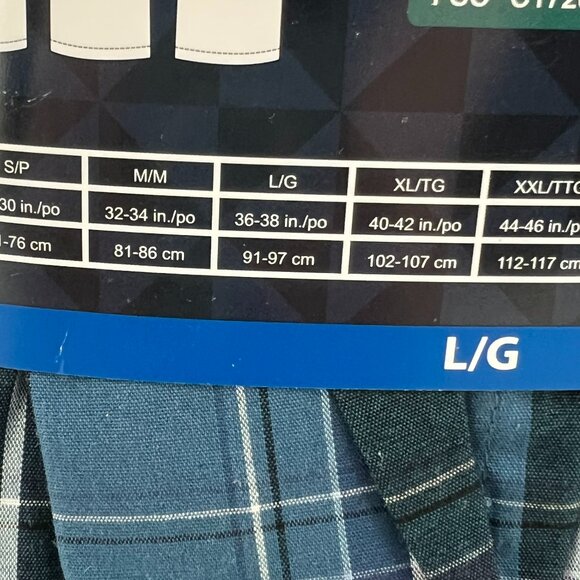 S/P M/M L/G XL/TG
30 in./po 32-34 in./po 36-38 in./po 40-42 in./po 44-46 in./p
-76 cm 81-86 cm 91-97 cm 102-107 cm 112-117 cm
L/G